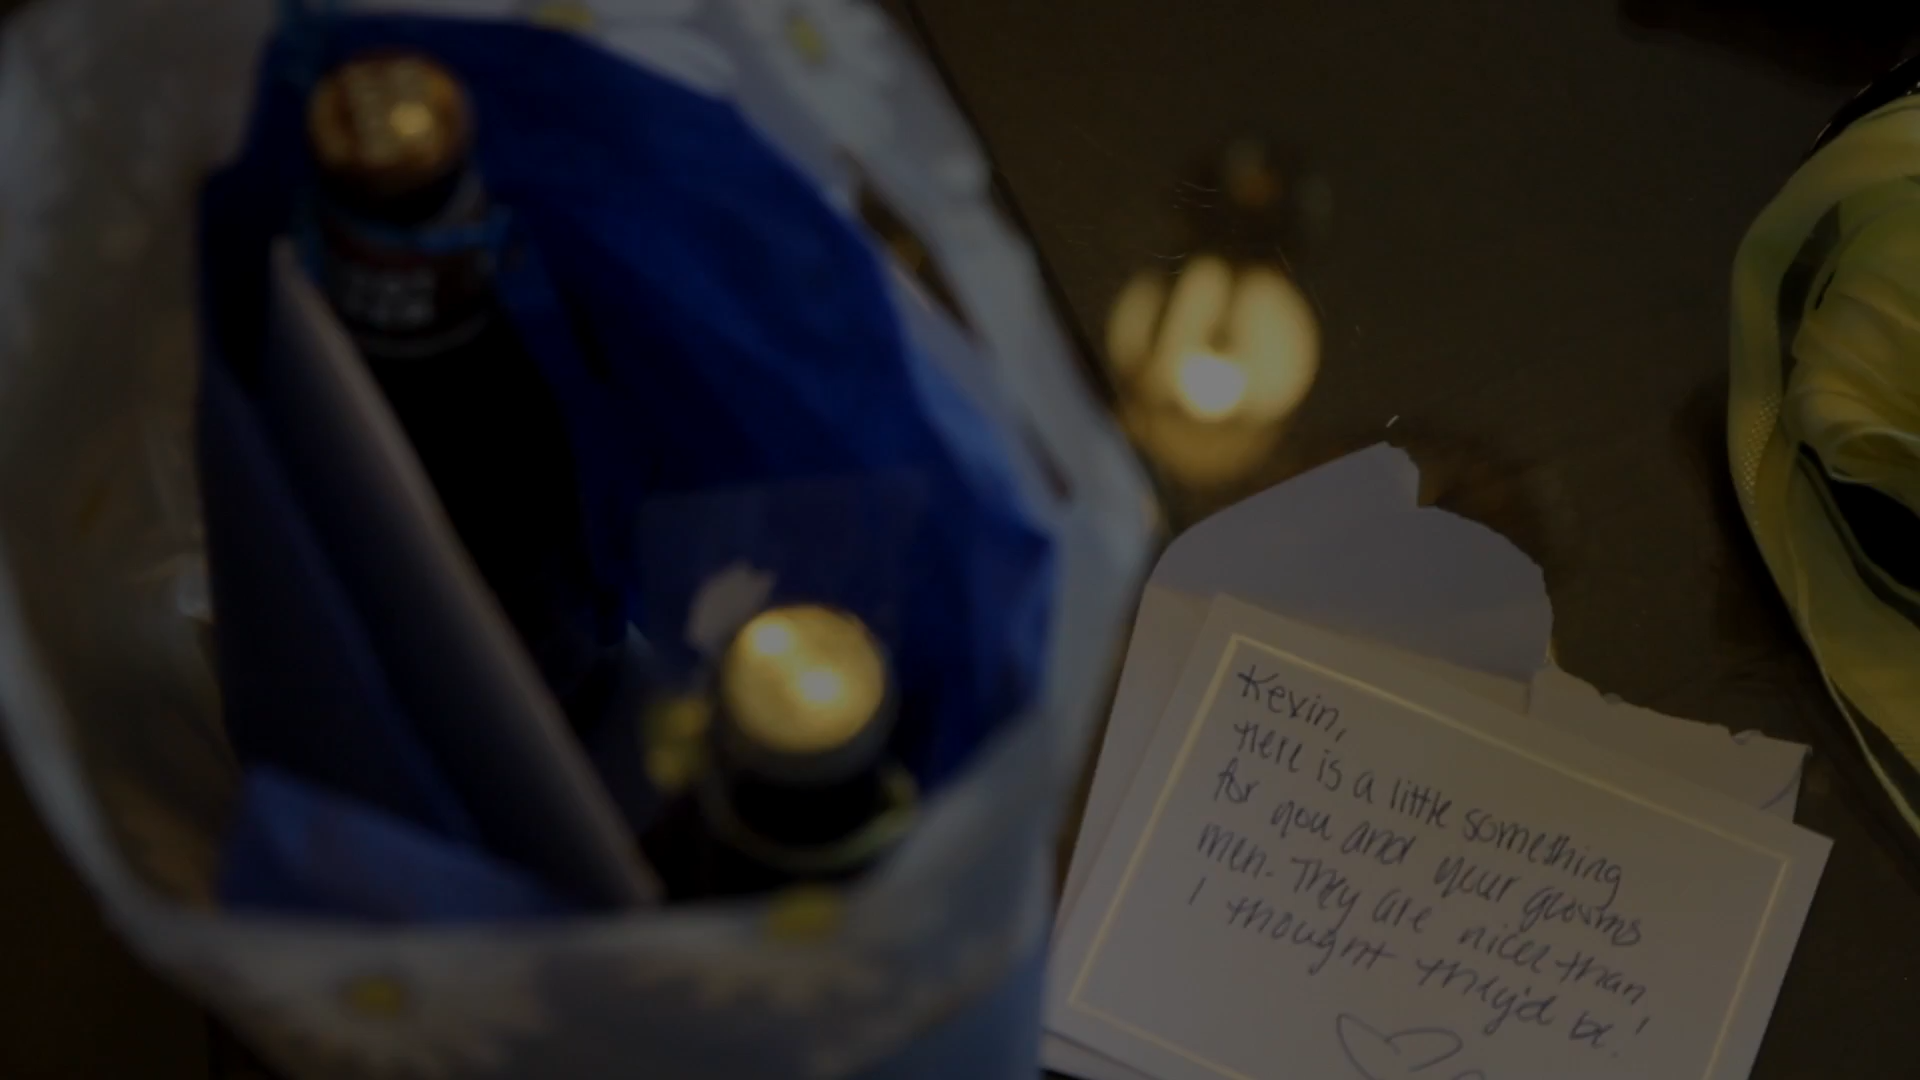 Kevin,
Here is a little something
for you and your grooms
men. They are nicer than
I thought they'd be!